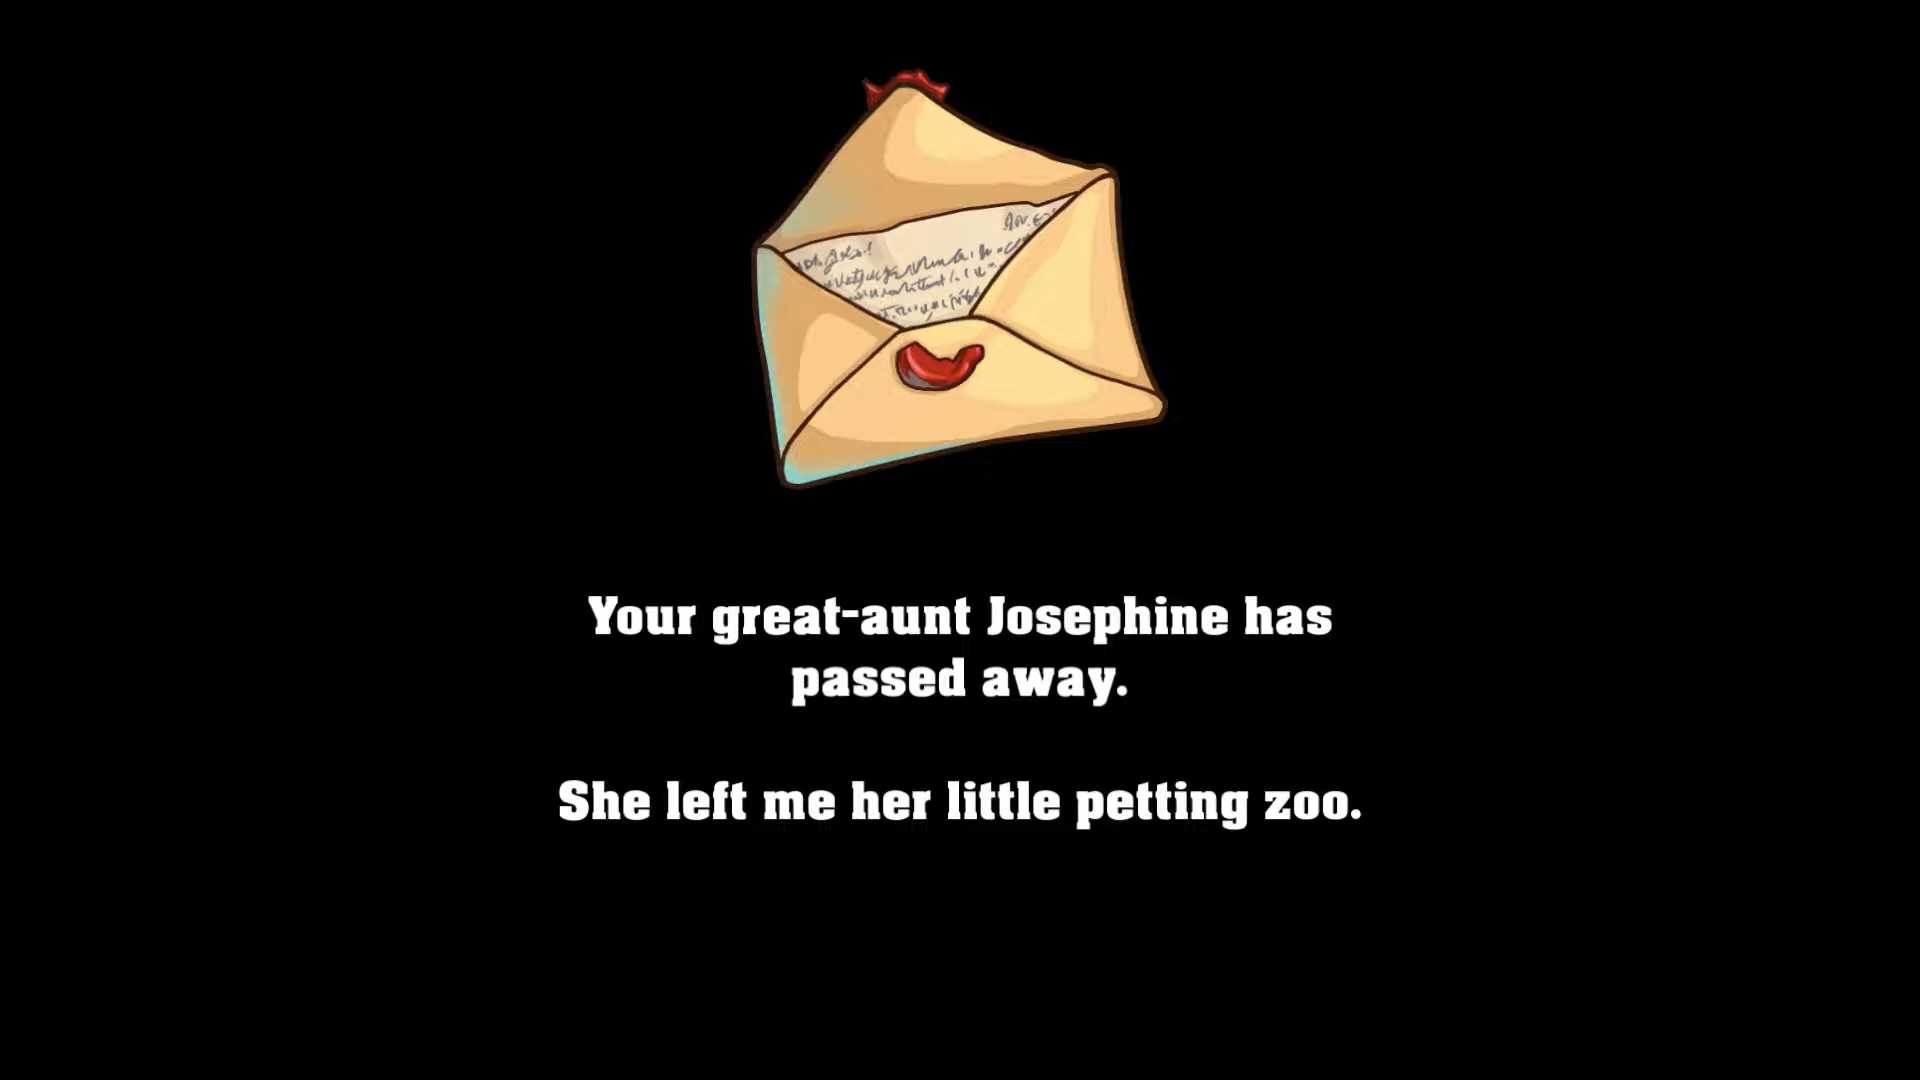 Your great-aunt Josephine has
passed away.
She left me her little petting zoo.